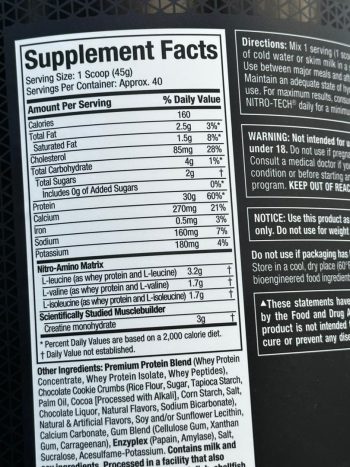 Supplement Facts
Serving Size: 1 Scoop (45g)
Servings Per Container: Approx. 40
Amount Per Serving % Daily Value
Calories 160
Total Fat 2.5g 3%*
Saturated Fat 1.5g 8%*
Cholesterol 85mg 28%
Total Carbohydrate 4g 1%*
Total Sugars 2g †
Includes 0g of Added Sugars 0%*
Protein 30g 60%*
Calcium 270mg 21%
Iron 0.5mg 3%
Sodium 160mg 7%
Potassium 180mg 4%
Nitro-Amino Matrix
L-leucine (as whey protein and L-leucine) 3.2g †
L-valine (as whey protein and L-valine) 1.7g †
L-isoleucine (as whey protein and L-isoleucine) 1.7g †
Scientifically Studied Musclebuilder
Creatine monohydrate 3g †
* Percent Daily Values are based on a 2,000 calorie diet.
† Daily Value not established.
Other Ingredients: Premium Protein Blend (Whey Protein
Concentrate, Whey Protein Isolate, Whey Peptides),
Chocolate Cookie Crumbs (Rice Flour, Sugar, Tapioca Starch,
Palm Oil, Cocoa [Processed with Alkali], Corn Starch, Salt,
Chocolate Liquor, Natural Flavors, Sodium Bicarbonate),
Natural & Artificial Flavors, Soy and/or Sunflower Lecithin,
Calcium Carbonate, Gum Blend (Cellulose Gum, Xanthan
Gum, Carrageenan), Enzyplex (Papain, Amylase), Salt,
Sucralose, Acesulfame-Potassium. Contains milk and
soy ingredients. Processed in a facility that also
shellfish
Directions: Mix 1 serving (1 scoop
of cold water or skim milk in a
Use between major meals and
Maintain an adequate state of
use. For maximum results,
NITRO-TECH® daily for a minimum
WARNING: Not intended for
under 18. Do not use if
Consult a medical doctor if
condition or before starting
program. KEEP OUT OF
NOTICE: Use this product as
only. Do not use for weight
Do not use if packaging
Store in a cool, dry place (60°
bioengineered food
▲These statements have
by the Food and Drug
product is not intended
cure or prevent any